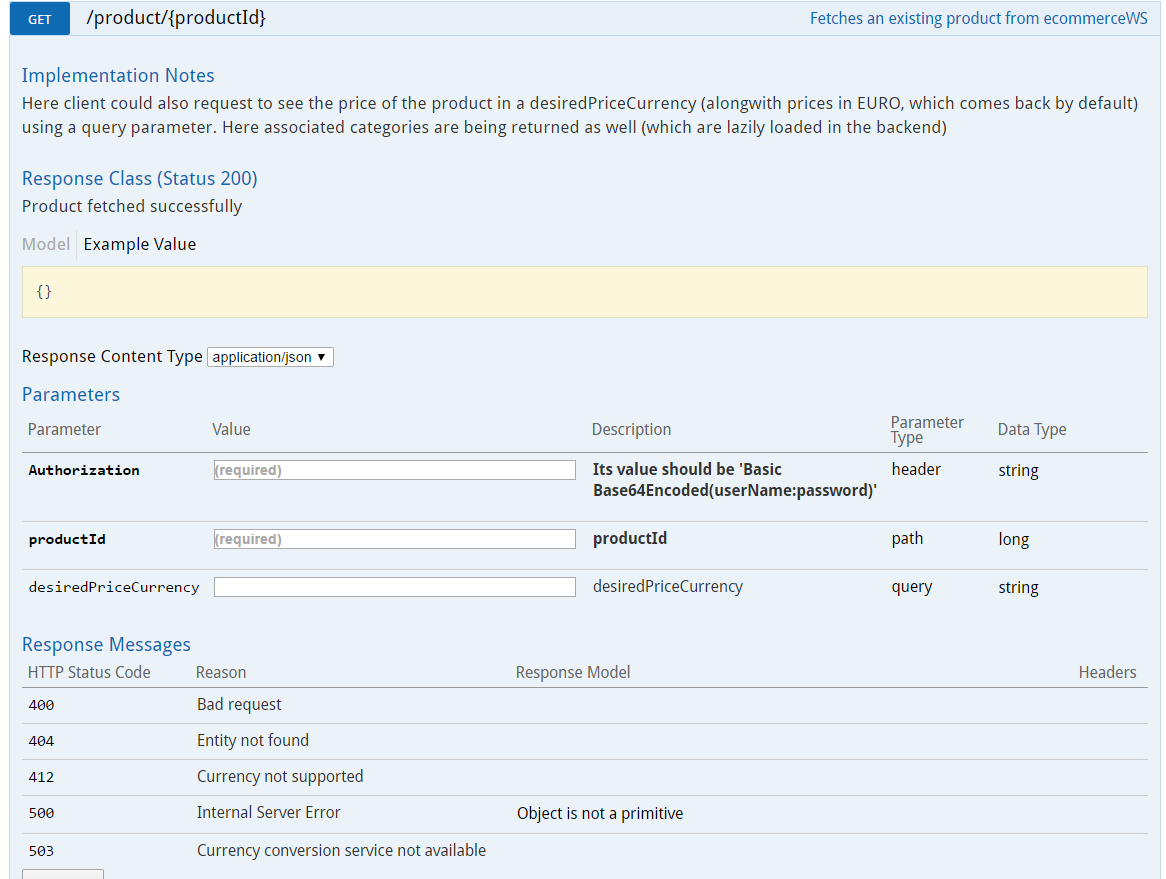 GET /product/{productId} Fetches an existing product from ecommerceWS
Implementation Notes
Here client could also request to see the price of the product in a desiredPriceCurrency (alongwith prices in EURO, which comes back by default)
using a query parameter. Here associated categories are being returned as well (which are lazily loaded in the backend)
Response Class (Status 200)
Product fetched successfully
Model Example Value
{}
Response Content Type application/json ▼
Parameters
Parameter Value Description Parameter Type Data Type
Authorization (required) Its value should be 'Basic header string
Base64Encoded(userName:password)'
productId (required) productId path long
desiredPriceCurrency desiredPriceCurrency query string
Response Messages
HTTP Status Code Reason Response Model Headers
400 Bad request
404 Entity not found
412 Currency not supported
500 Internal Server Error Object is not a primitive
503 Currency conversion service not available